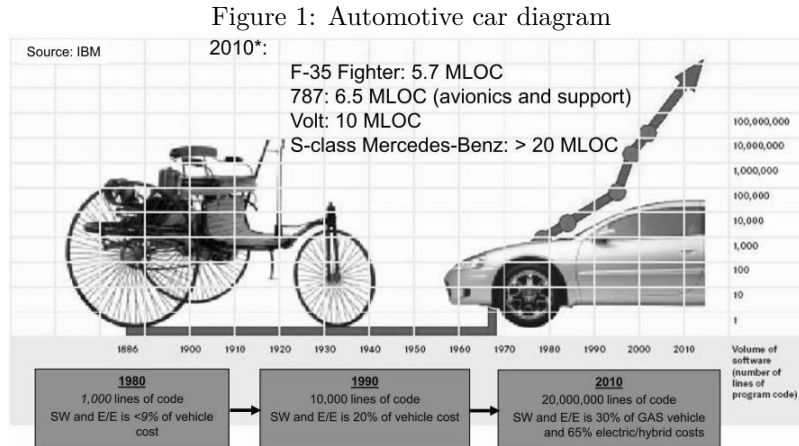 Figure 1: Automotive car diagram
Source: IBM
2010*:
F-35 Fighter: 5.7 MLOC
787: 6.5 MLOC (avionics and support)
Volt: 10 MLOC
S-class Mercedes-Benz: > 20 MLOC
100,000,000
10,000,000
1,000,000
100,000
10,000
1,000
100
10
1
1886 1900 1910 1920 1930 1940 1950 1960 1970 1980 1990 2000 2010
Volume of
software
(number of
lines of
program code)
1980
1,000 lines of code
SW and E/E is <9% of vehicle
cost
1990
10,000 lines of code
SW and E/E is 20% of vehicle cost
2010
20,000,000 lines of code
SW and E/E is 30% of GAS vehicle
and 65% electric/hybrid costs